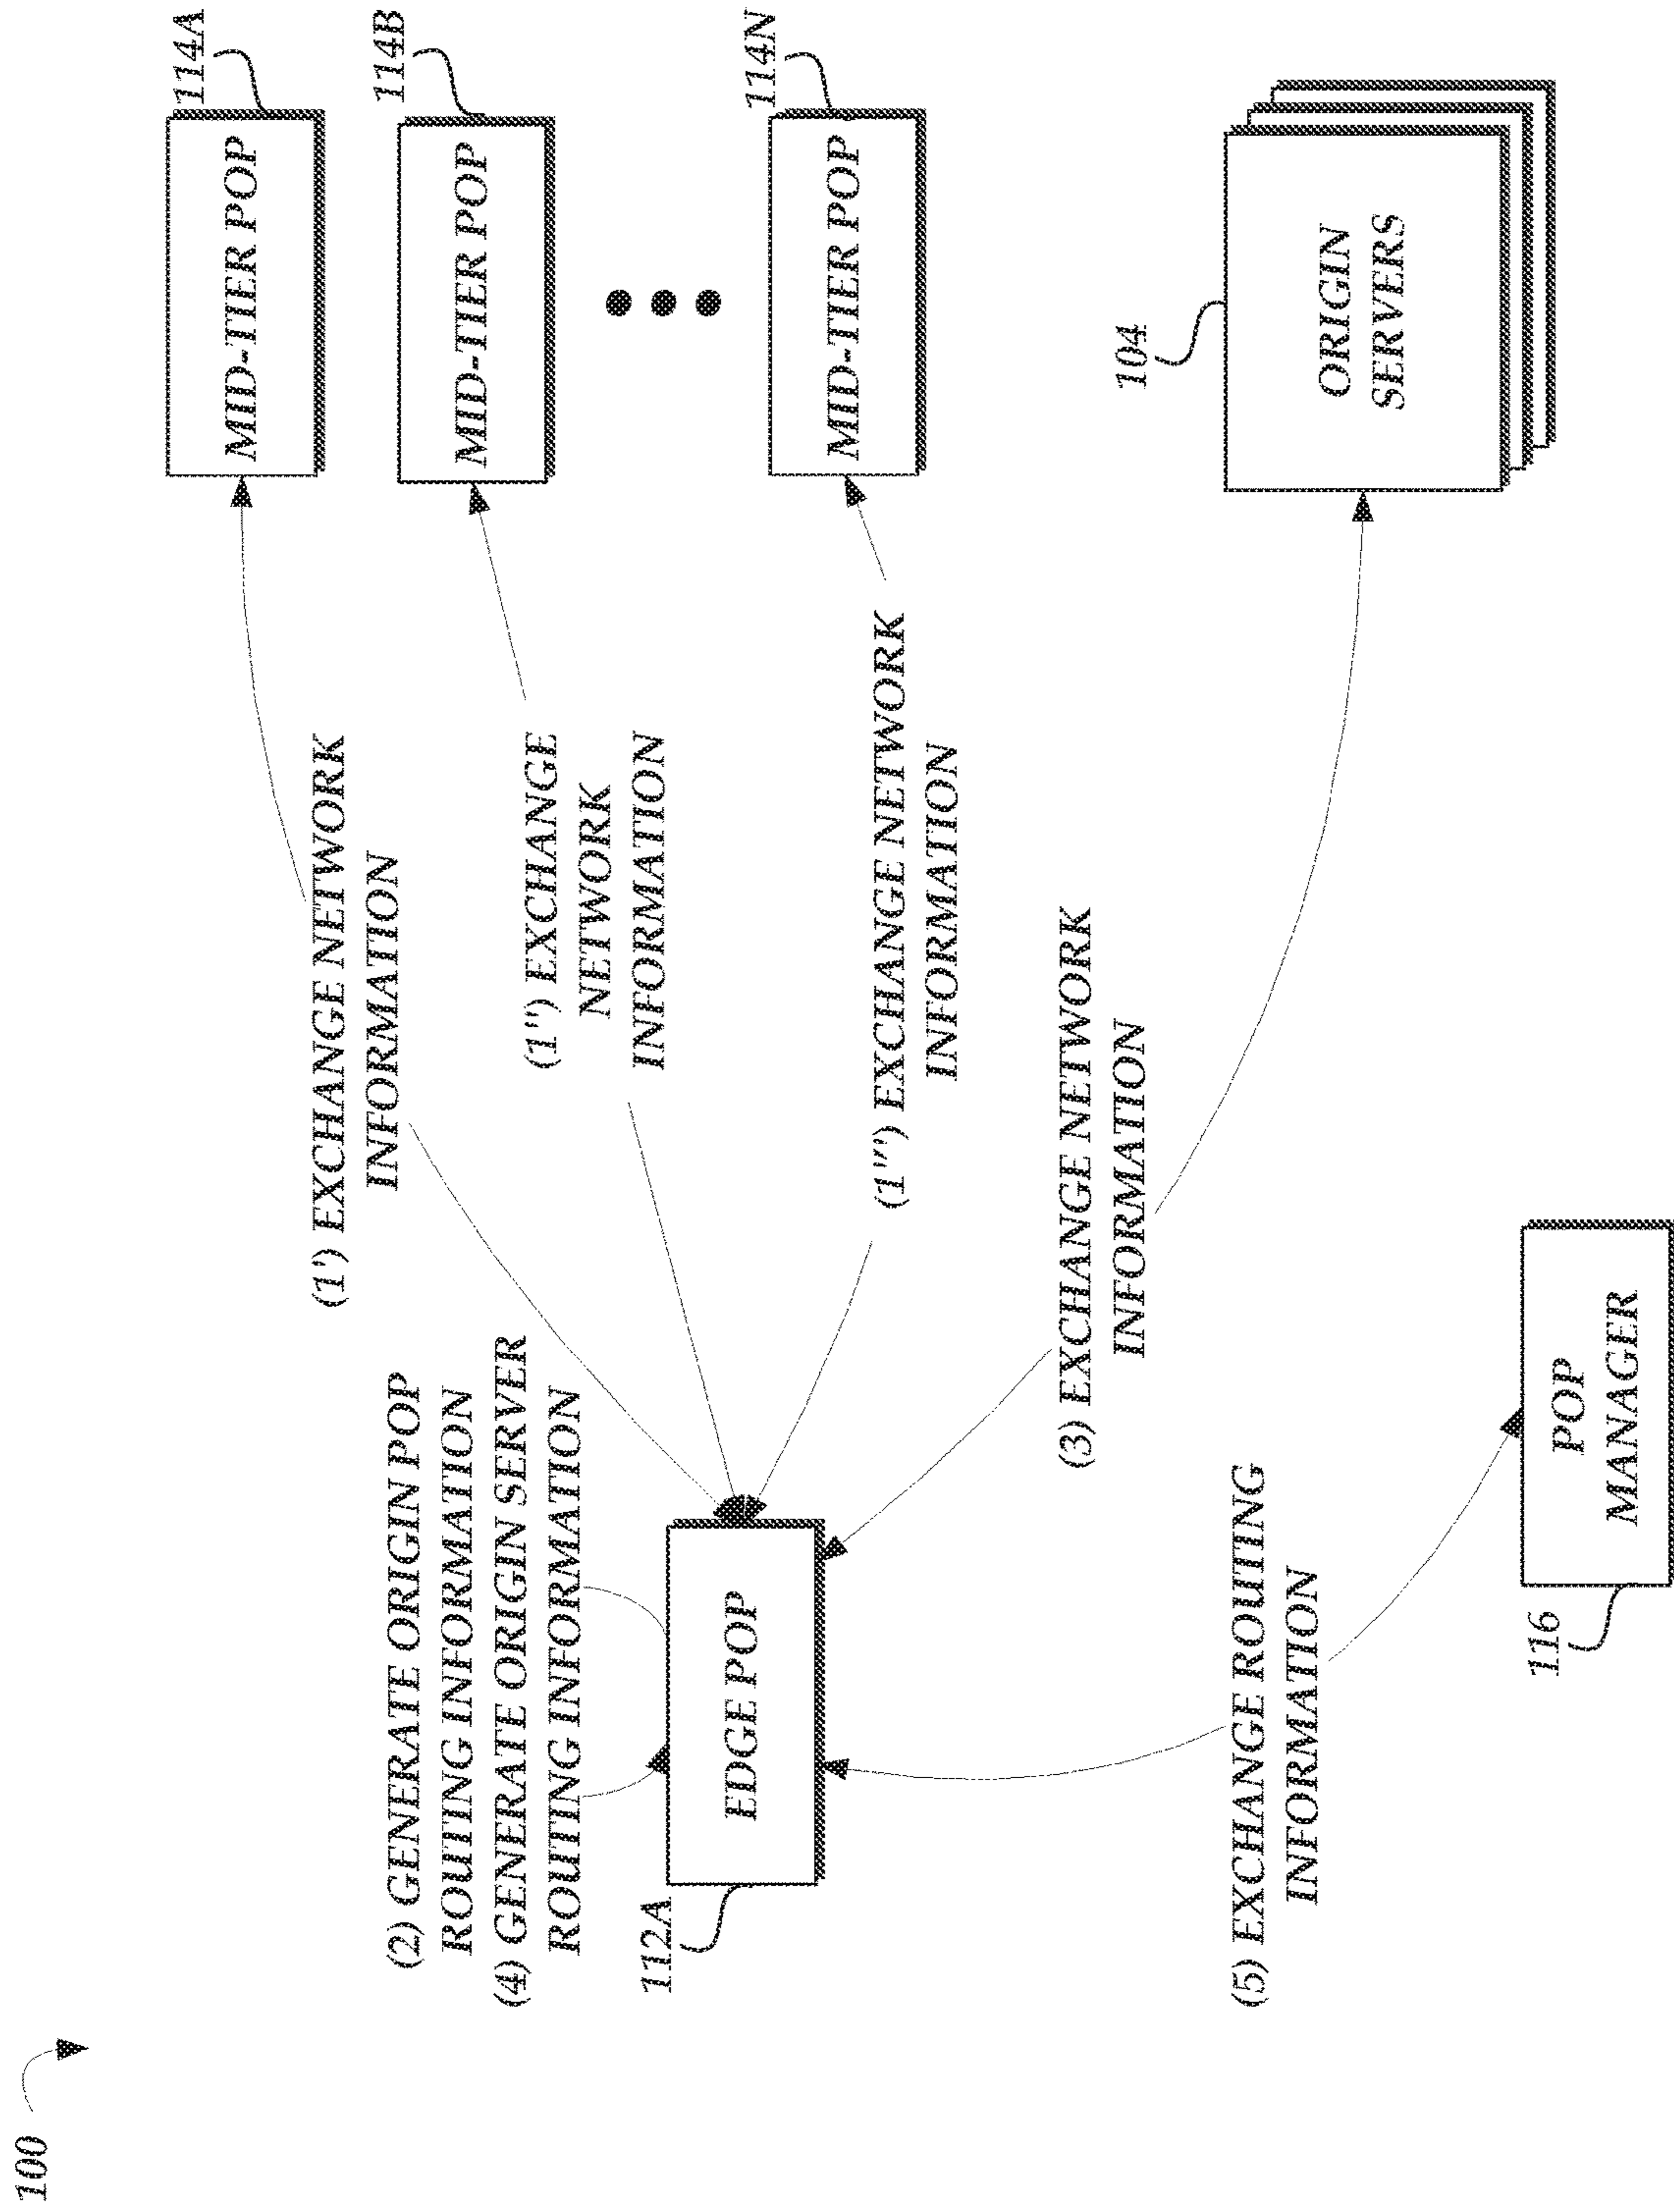 100
(1') EXCHANGE NETWORK
INFORMATION
MID-TIER POP
114A
(2) GENERATE ORIGIN POP
ROUTING INFORMATION
(4) GENERATE ORIGIN SERVER
ROUTING INFORMATION
(1'') EXCHANGE
NETWORK
INFORMATION
MID-TIER POP
114B
112A
EDGE POP
(1''') EXCHANGE NETWORK
INFORMATION
MID-TIER POP
114N
(3) EXCHANGE NETWORK
INFORMATION
104
ORIGIN
SERVERS
(5) EXCHANGE ROUTING
INFORMATION
116
POP
MANAGER